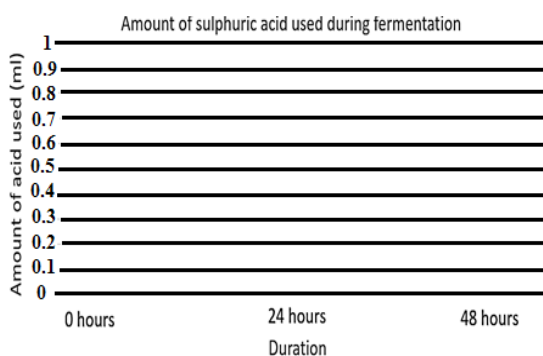 Amount of sulphuric acid used during fermentation
Amount of acid used (ml)
1
0.9
0.8
0.7
0.6
0.5
0.4
0.3
0.2
0.1
0
0 hours 24 hours 48 hours
Duration